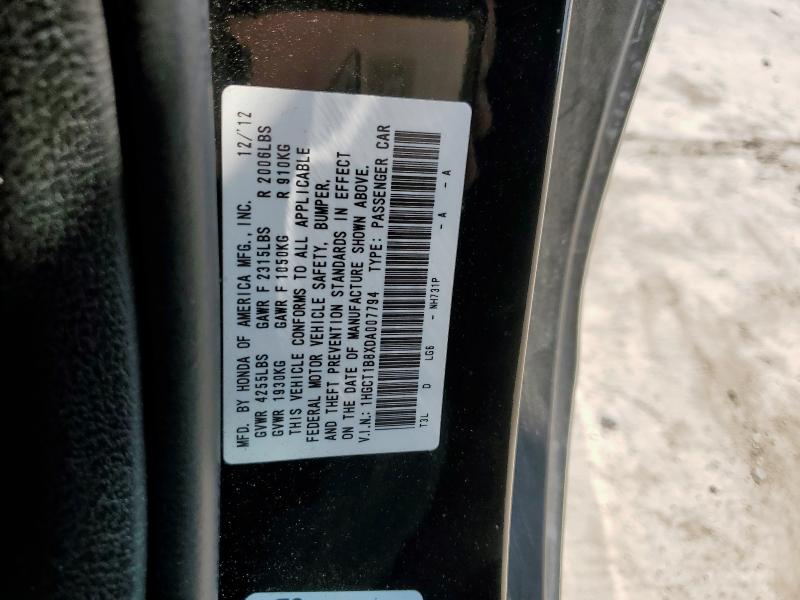 MFD. BY HONDA OF AMERICA MFG., INC. 12/'12
GVWR 4255LBS GAWR F 2315LBS R 2006LBS
GVWR 1930KG GAWR F 1050KG R 910KG
THIS VEHICLE CONFORMS TO ALL APPLICABLE
FEDERAL MOTOR VEHICLE SAFETY, BUMPER,
AND THEFT PREVENTION STANDARDS IN EFFECT
ON THE DATE OF MANUFACTURE SHOWN ABOVE.
V.I.N.: 1HGCT1B8XDA007794 TYPE: PASSENGER CAR
T3L D LG6 - NH731P - A - A